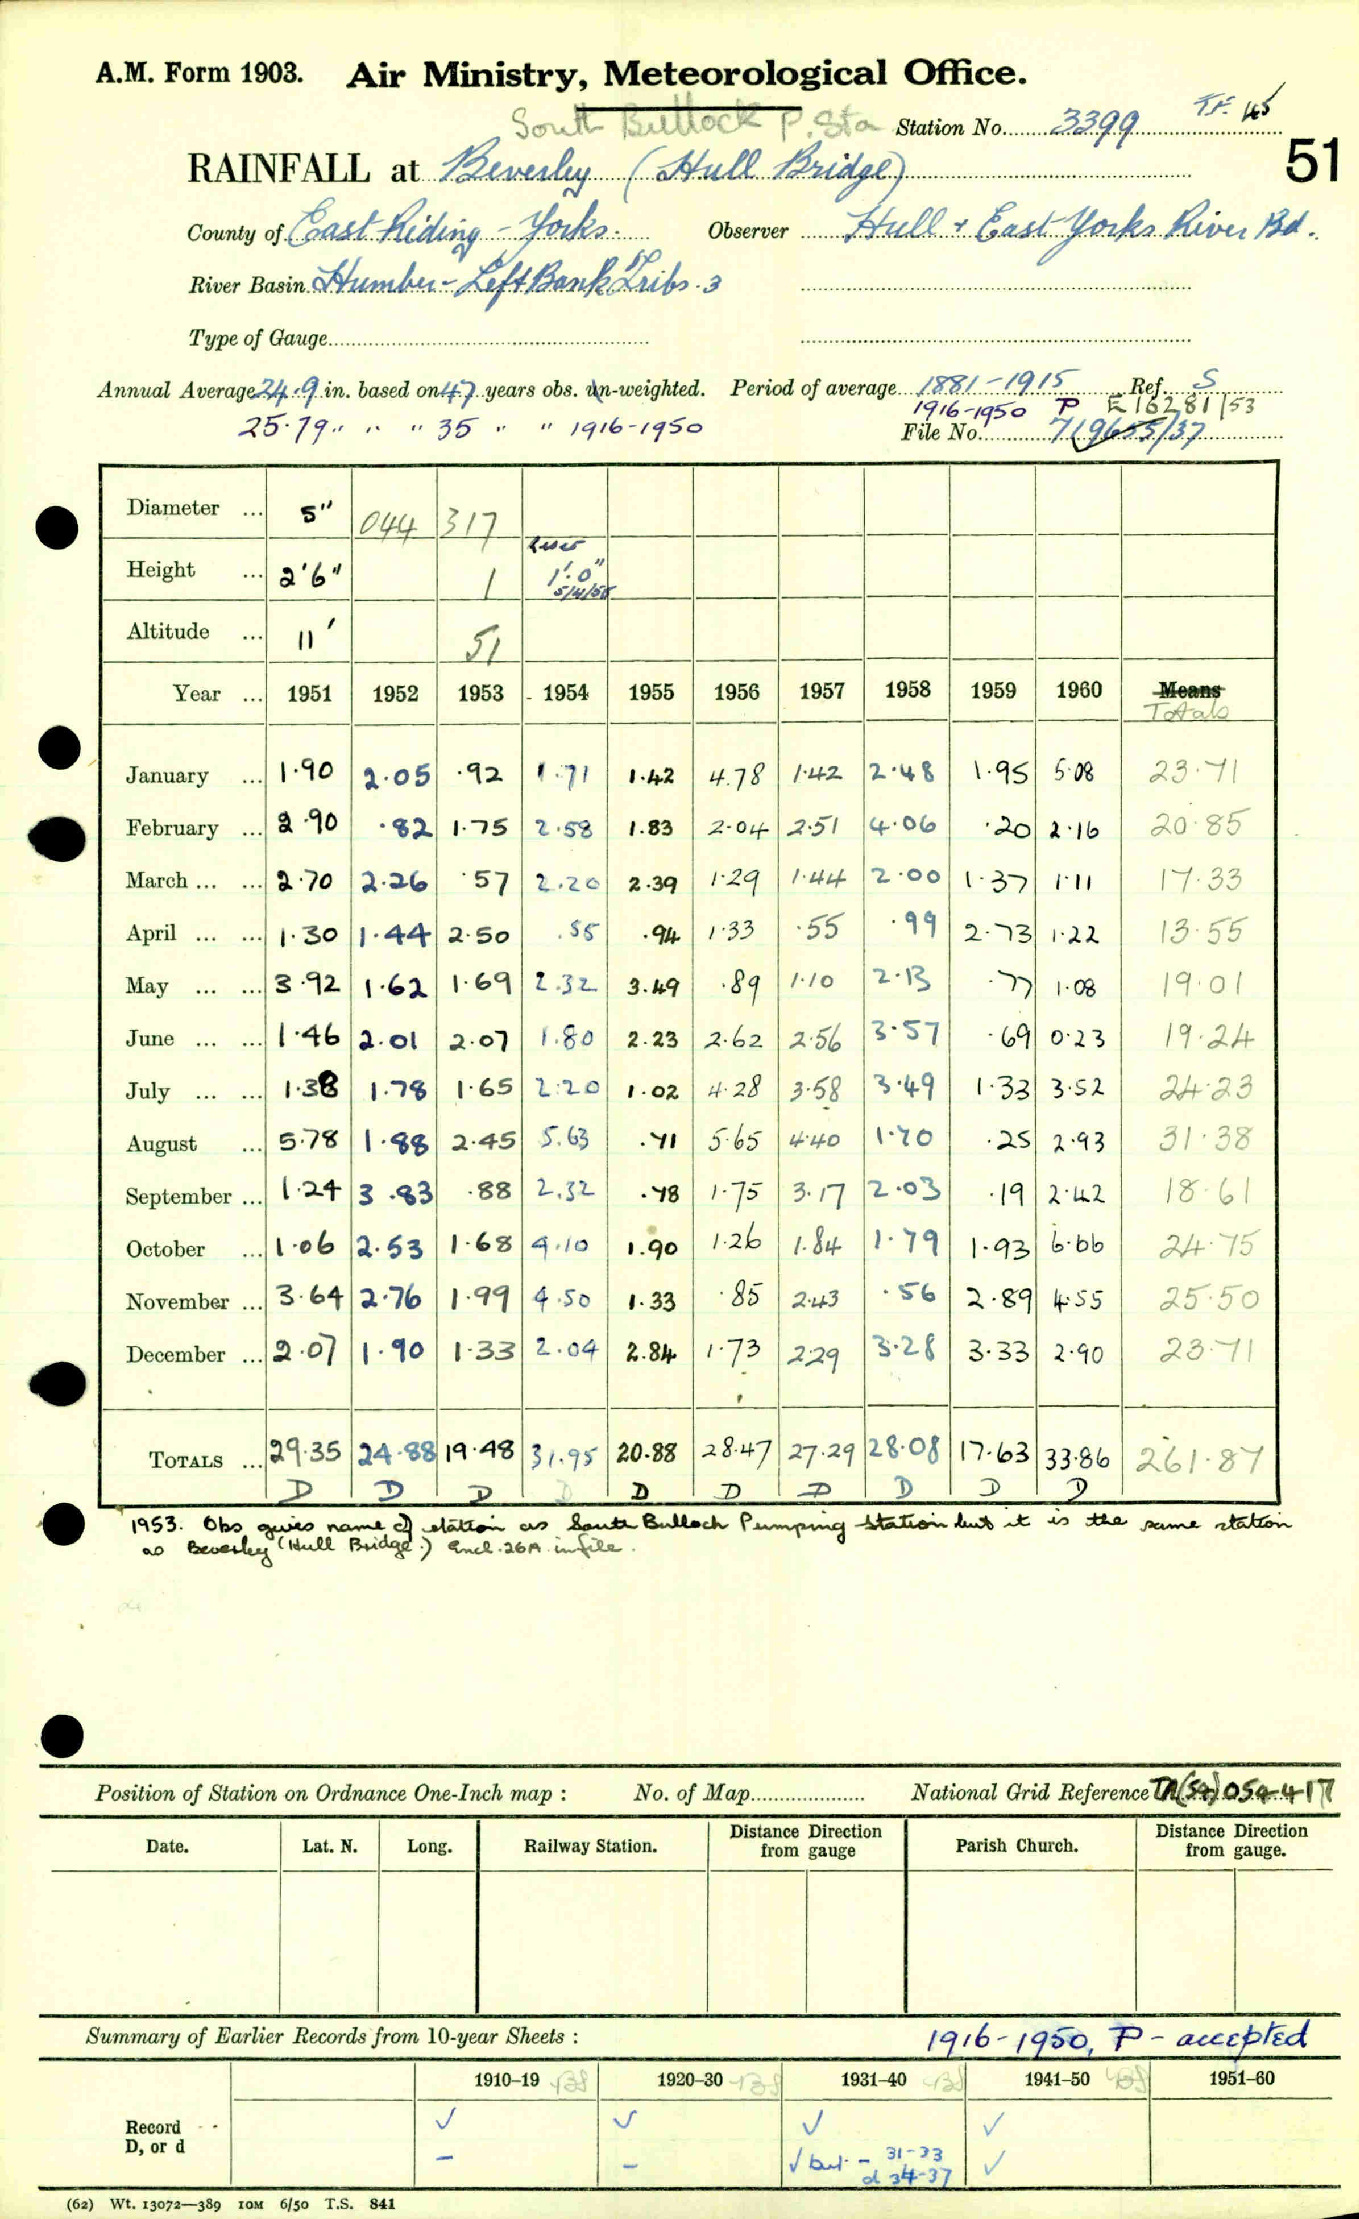 A.M. Form 1903. Air Ministry, Meteorological Office.
South Bullock P. Sta Station No. 3399 45
51
RAINFALL at Beverley (Hull Bridge)
County of East Riding - Yorks. Observer Hull + East Yorks River Bd.
River Basin Humber - Left Bank Tribs. 3
Type of Gauge
Annual Average 24.9 in. based on 47 years obs. un-weighted. Period of average 1881-1915 Ref. S
1916-1950 P E16281/53
25.79 " " " 35 " " 1916-1950 File No. 719655/37
Diameter ... 5" 044 317
Height ... 2'6" 1 1'.0"
Altitude ... 11' 51
Year ... 1951 1952 1953 1954 1955 1956 1957 1958 1959 1960 Means
Totals
January ... 1.90 2.05 .92 1.71 1.42 4.78 1.42 2.48 1.95 5.08 23.71
February ... 2.90 .82 1.75 2.58 1.83 2.04 2.51 4.06 .20 2.16 20.85
March ... ... 2.70 2.26 .57 2.20 2.39 1.29 1.44 2.00 1.37 1.11 17.33
April ... ... 1.30 1.44 2.50 .55 .94 1.33 .55 .99 2.73 1.22 13.55
May ... ... 3.92 1.62 1.69 2.32 3.49 .89 1.10 2.13 .77 1.08 19.01
June ... ... 1.46 2.01 2.07 1.80 2.23 2.62 2.56 3.57 .69 0.23 19.24
July ... ... 1.38 1.78 1.65 2.20 1.02 4.28 3.58 3.49 1.33 3.52 24.23
August ... 5.78 1.88 2.45 5.63 .71 5.65 4.40 1.70 .25 2.93 31.38
September ... 1.24 3.83 .88 2.32 .78 1.75 3.17 2.03 .19 2.42 18.61
October ... 1.06 2.53 1.68 4.10 1.90 1.26 1.84 1.79 1.93 6.66 24.75
November ... 3.64 2.76 1.99 4.50 1.33 .85 2.43 .56 2.89 4.55 25.50
December ... 2.07 1.90 1.33 2.04 2.84 1.73 2.29 3.28 3.33 2.90 23.71
TOTALS ... 29.35 24.88 19.48 31.95 20.88 28.47 27.29 28.08 17.63 33.86 261.87
D D D D D D D D D D
1953. Obs gives name of station as South Bullock Pumping Station but it is the same station
as Beverley (Hull Bridge) Encl. 26A in file.
Position of Station on Ordnance One-Inch map : No. of Map National Grid Reference TA(54) 054417
Date. Lat. N. Long. Railway Station. Distance from gauge Direction Parish Church. Distance from gauge. Direction
Summary of Earlier Records from 10-year Sheets : 1916-1950, P - accepted
1910-19 1920-30 1931-40 1941-50 1951-60
Record ✓ ✓ ✓ ✓
D, or d - - ✓ but - 31-33 ✓
d 34-37
(62) Wt. 13072—389 10M 6/50 T.S. 841